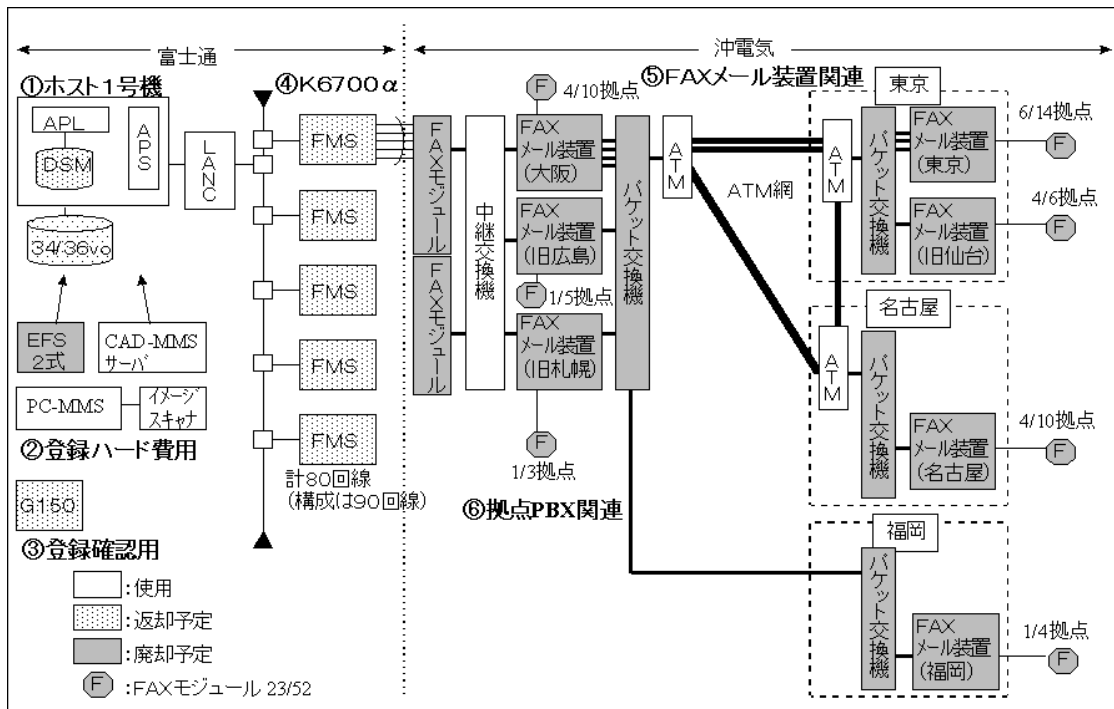 富士通
沖電気
①ホスト1号機
APL
DSM
APS
LANC
34/36vo
EFS
2式
CAD-MMS
サーバ
PC-MMS
イメージ
スキャナ
②登録ハード費用
G150
③登録確認用
:使用
:返却予定
:廃却予定
F
:FAXモジュール 23/52
④K6700α
FMS
FMS
FMS
FMS
FMS
計80回線
(構成は90回線)
FAXモジュール
FAXモジュール
中継交換機
F
4/10拠点
FAX
メール装置
(大阪)
FAX
メール装置
(旧広島)
F
1/5拠点
FAX
メール装置
(旧札幌)
F
1/3拠点
⑥拠点PBX関連
パケット交換機
⑤FAXメール装置関連
ATM
ATM網
東京
ATM
パケット交換機
FAX
メール装置
(東京)
6/14拠点
F
FAX
メール装置
(旧仙台)
4/6拠点
F
名古屋
ATM
パケット交換機
FAX
メール装置
(名古屋)
4/10拠点
F
福岡
パケット交換機
FAX
メール装置
(福岡)
1/4拠点
F